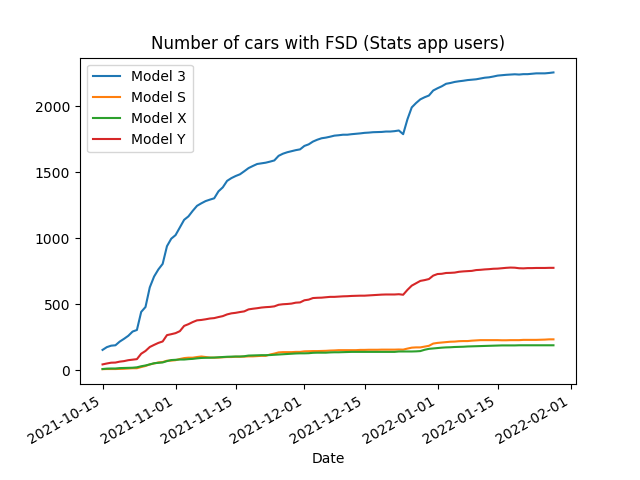 Number of cars with FSD (Stats app users)
Model 3
Model S
Model X
Model Y
2000
1500
1000
500
0
2021-10-15
2021-11-01
2021-11-15
2021-12-01
2021-12-15
2022-01-01
2022-01-15
2022-02-01
Date